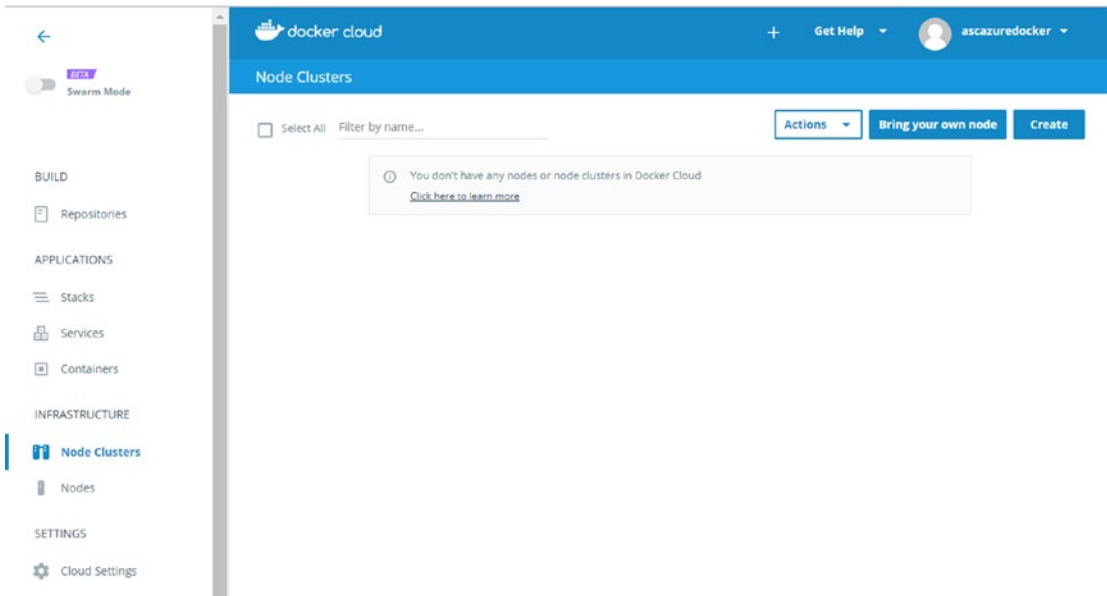 docker cloud
+ Get Help ascazuredocker
BETA
Swarm Mode
Node Clusters
Select All Filter by name... Actions Bring your own node Create
You don't have any nodes or node clusters in Docker Cloud
Click here to learn more
BUILD
Repositories
APPLICATIONS
Stacks
Services
Containers
INFRASTRUCTURE
Node Clusters
Nodes
SETTINGS
Cloud Settings